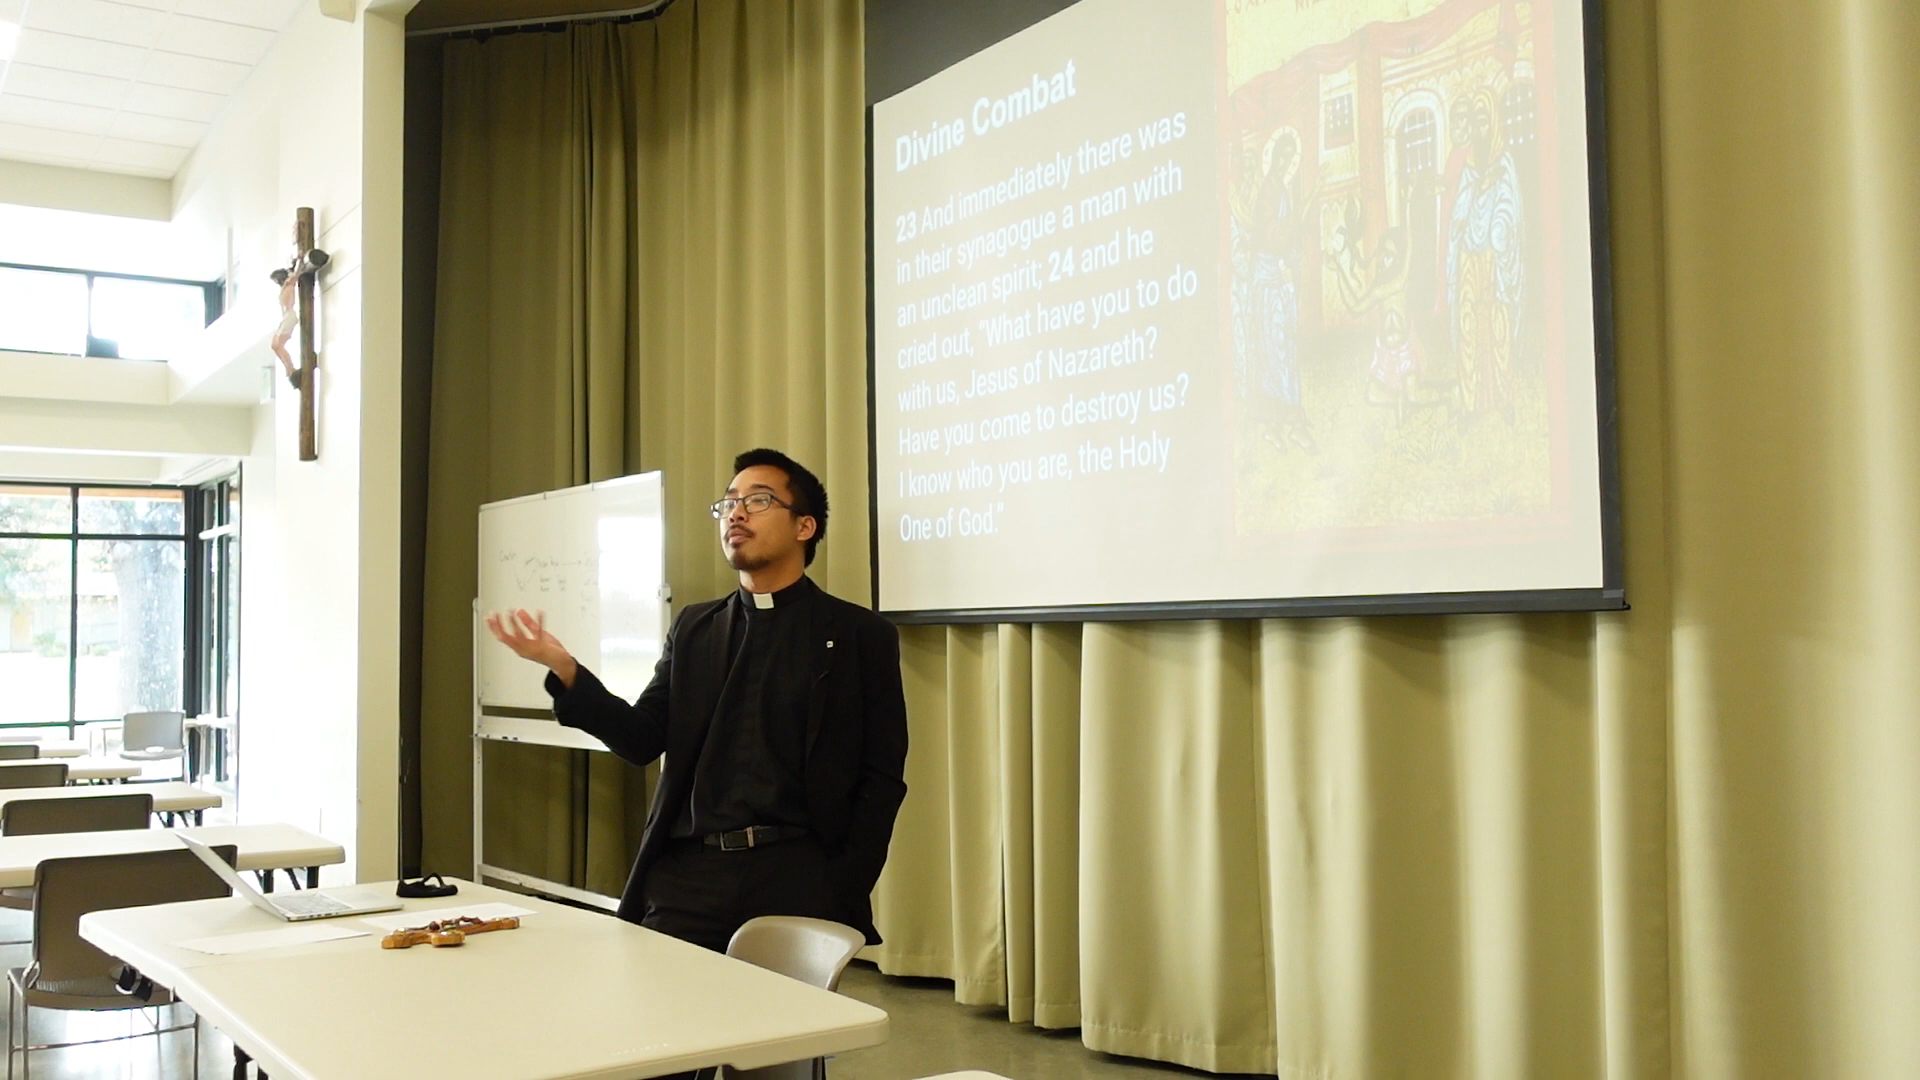 Divine Combat
23 And immediately there was
in their synagogue a man with
an unclean spirit; 24 and he
cried out, “What have you to do
with us, Jesus of Nazareth?
Have you come to destroy us?
I know who you are, the Holy
One of God.”